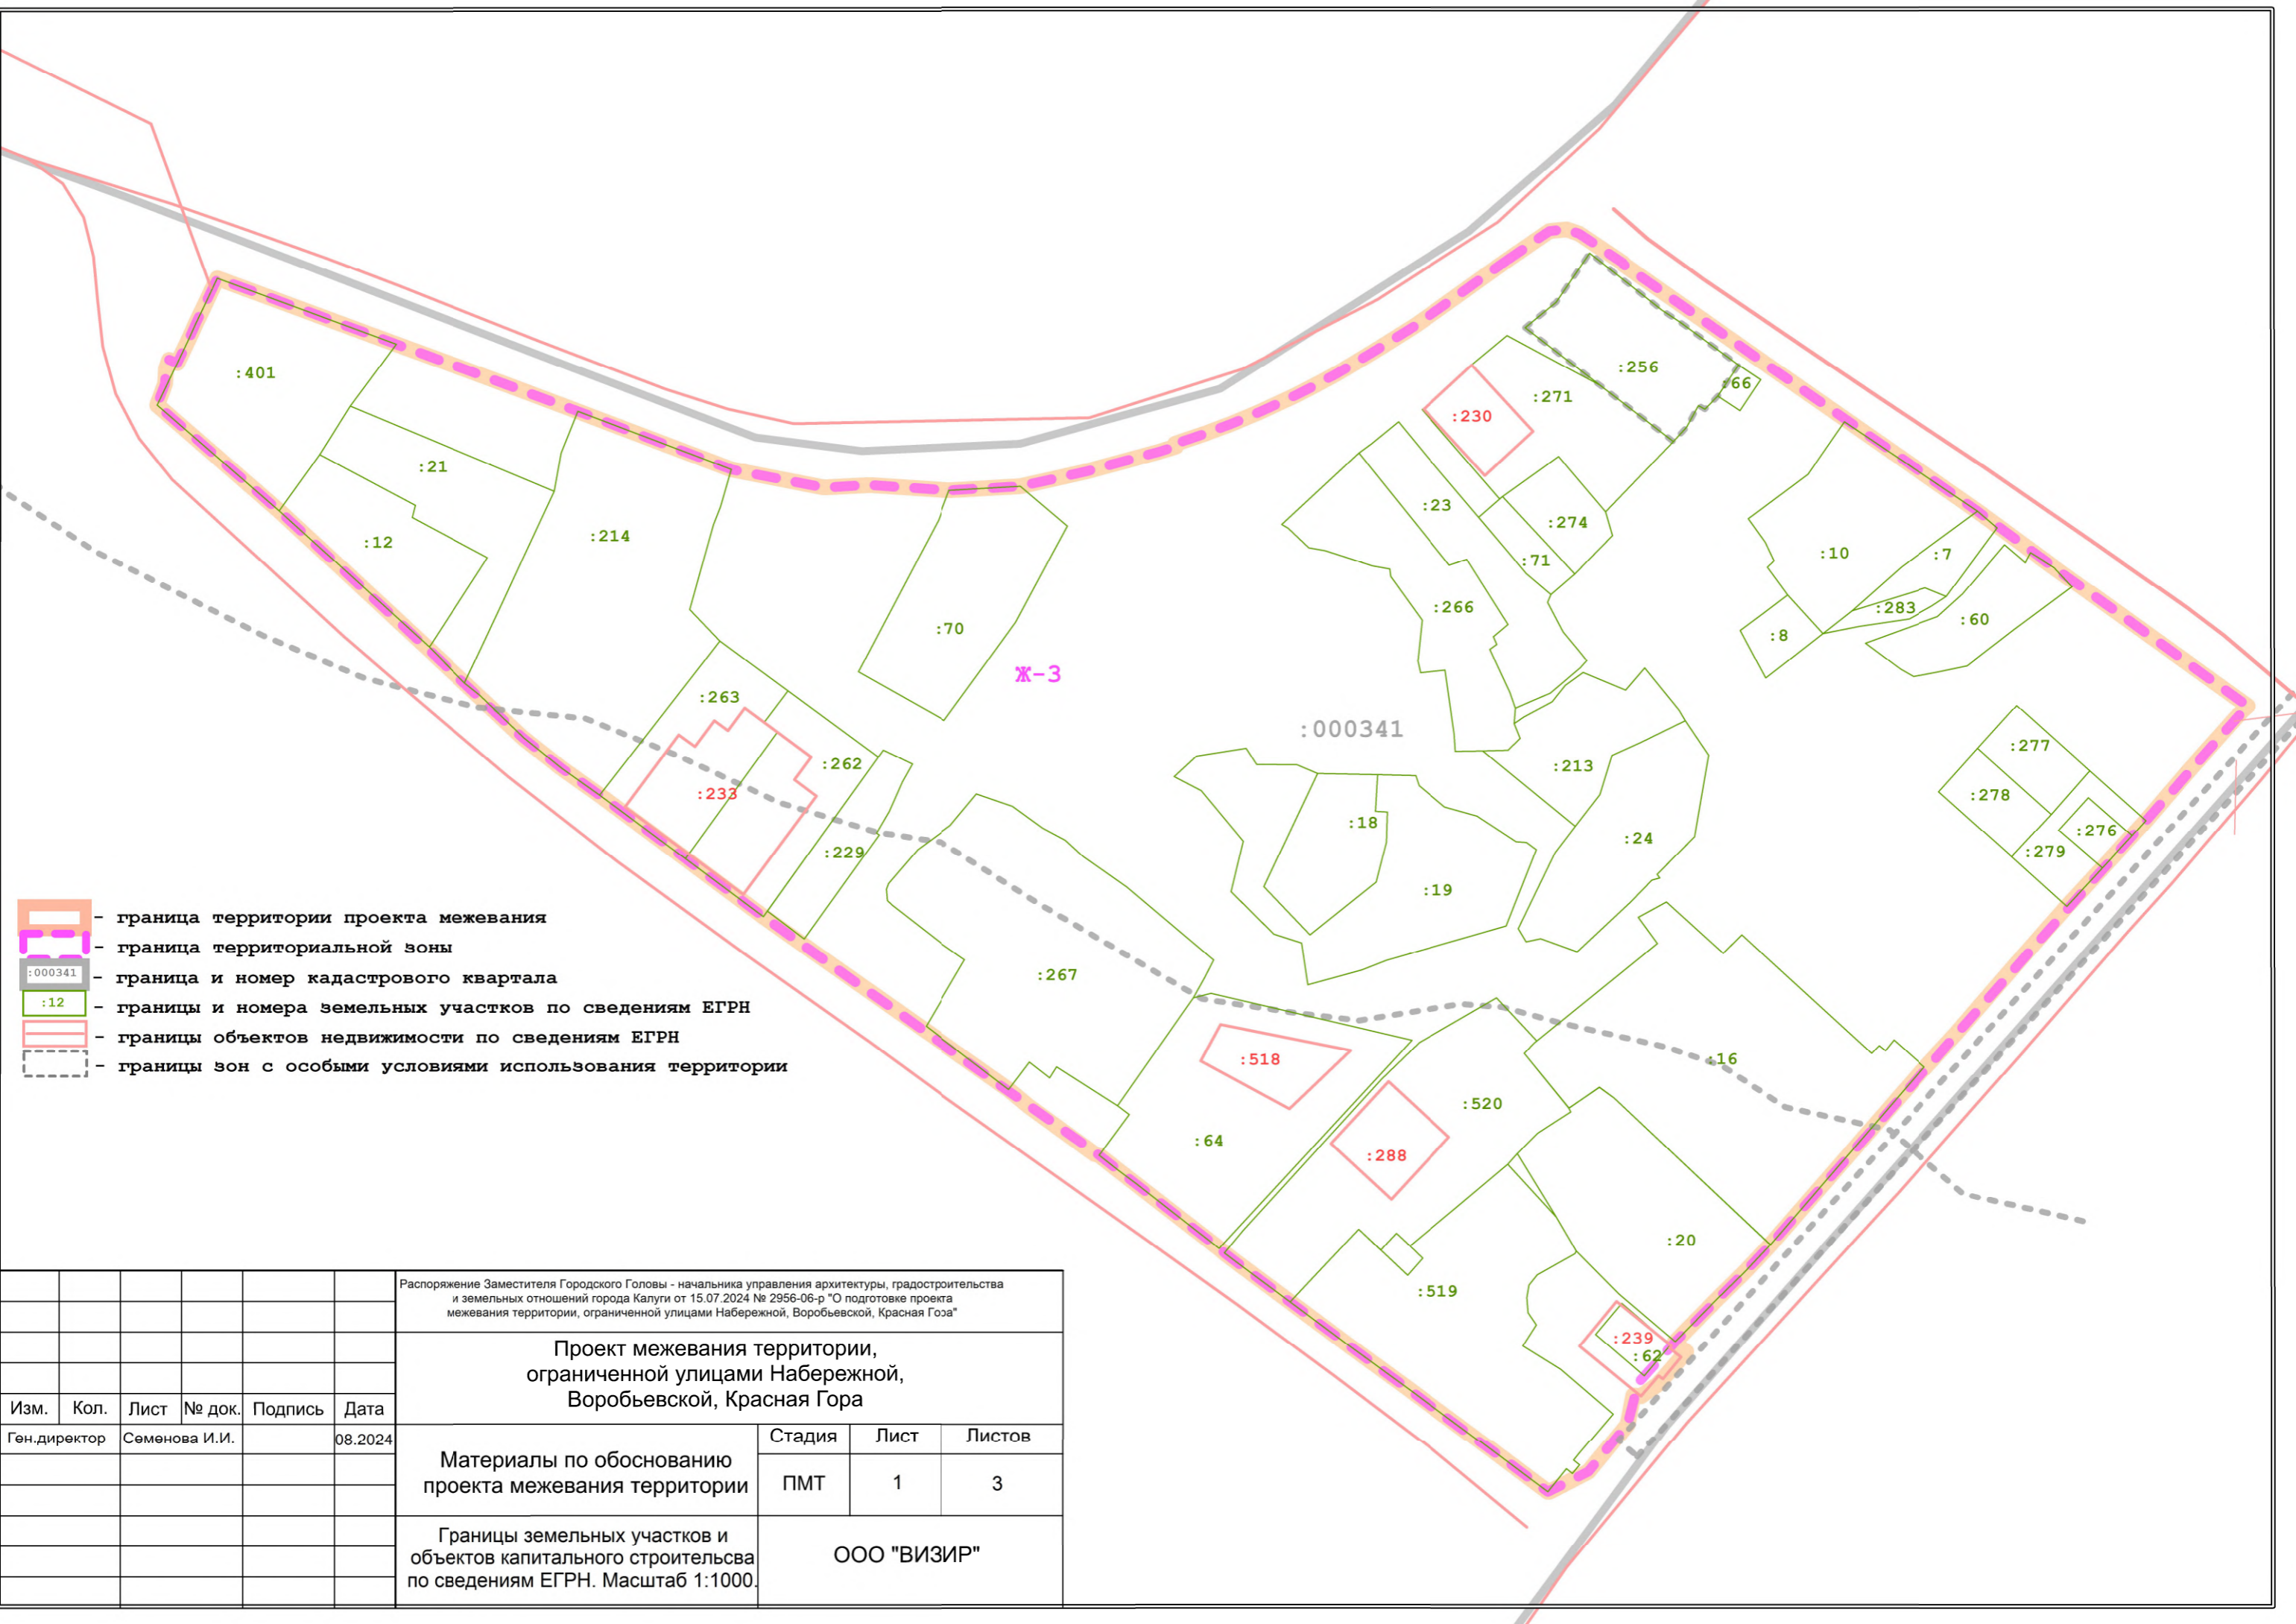 :401
:256
:66
:271
:230
:21
:23
:274
:214
:12
:10
:7
:71
:266
:283
:60
:70
:8
Ж-3
:263
:000341
:277
:262
:213
:233
:278
:18
:276
:24
:229
:279
:19
- граница территории проекта межевания
- граница территориальной зоны
:000341 - граница и номер кадастрового квартала
:12 - границы и номера земельных участков по сведениям ЕГРН
- границы объектов недвижимости по сведениям ЕГРН
- границы зон с особыми условиями использования территории
:267
:518
:16
:520
:64
:288
:20
:519
:239
:62
Распоряжение Заместителя Городского Головы - начальника управления архитектуры, градостроительства
и земельных отношений города Калуги от 15.07.2024 № 2956-06-р "О подготовке проекта
межевания территории, ограниченной улицами Набережной, Воробьевской, Красная Гора"
Проект межевания территории,
ограниченной улицами Набережной,
Воробьевской, Красная Гора
Изм. Кол. Лист № док. Подпись Дата
Ген.директор Семенова И.И. 08.2024
Материалы по обоснованию
проекта межевания территории
Стадия Лист Листов
ПМТ 1 3
Границы земельных участков и
объектов капитального строительсва
по сведениям ЕГРН. Масштаб 1:1000.
ООО "ВИЗИР"